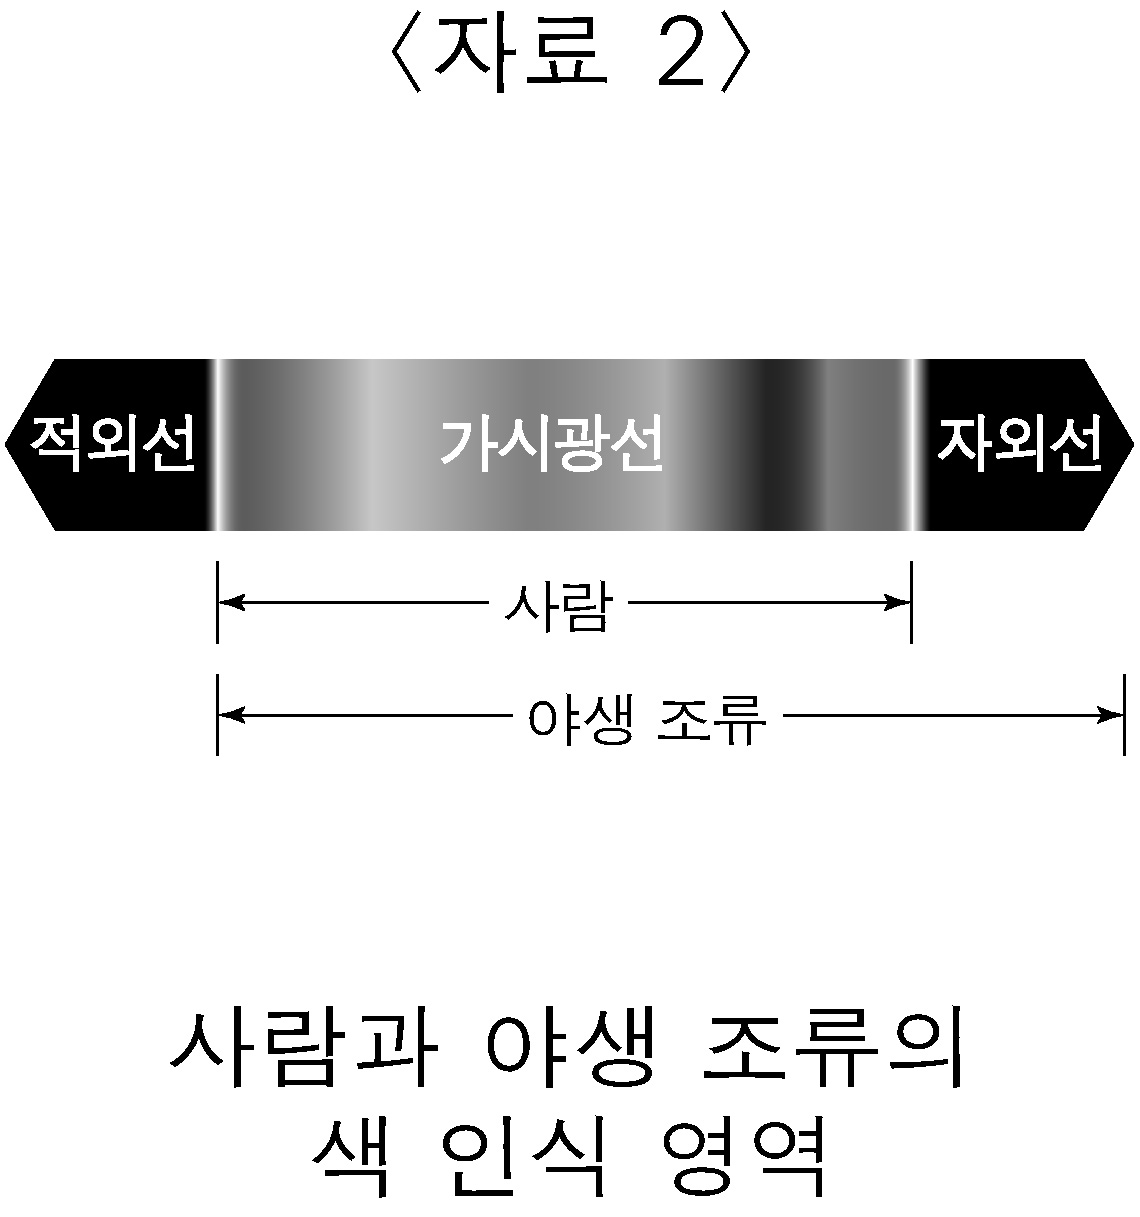 〈자료 2〉
적외선 가시광선 자외선
사람
야생 조류
사람과 야생 조류의
색 인식 영역